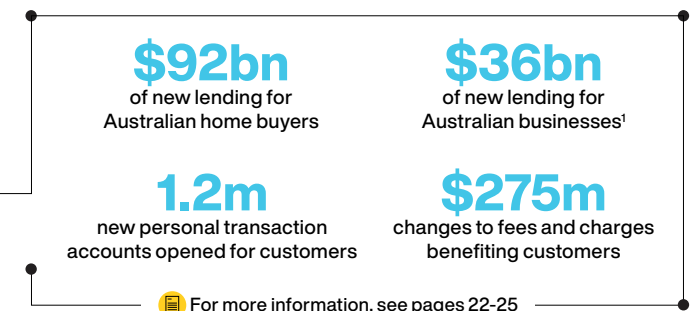 $92bn
of new lending for
Australian home buyers
$36bn
of new lending for
Australian businesses¹
1.2m
new personal transaction
accounts opened for customers
$275m
changes to fees and charges
benefiting customers
For more information, see pages 22-25